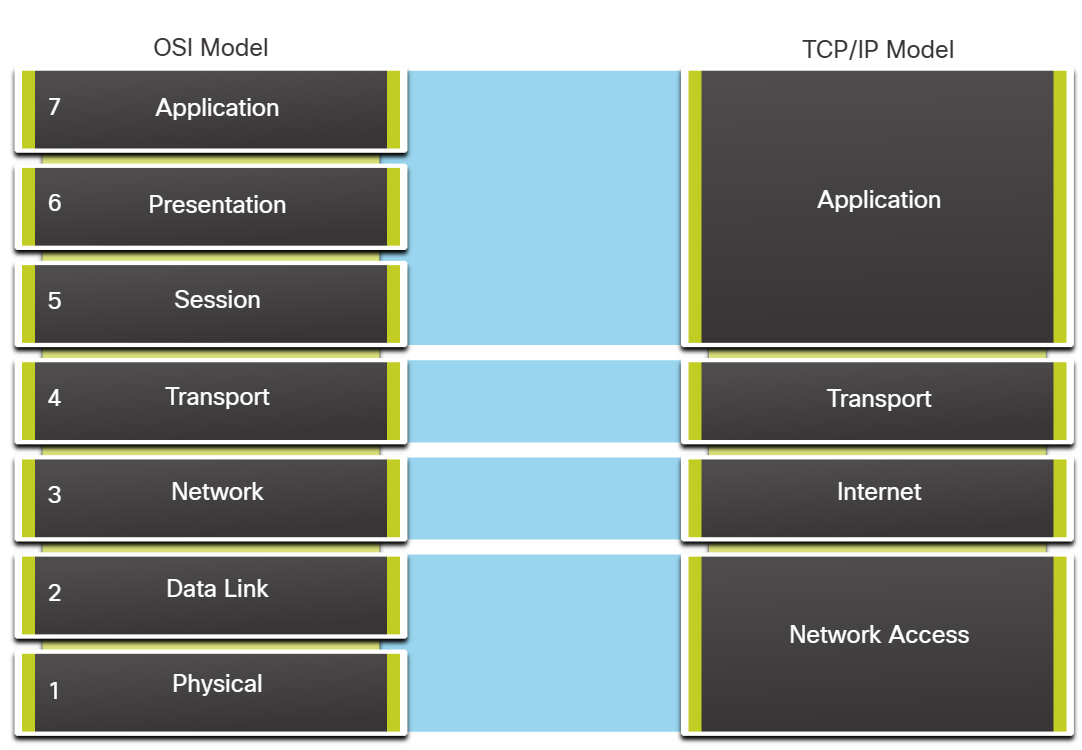 OSI Model
TCP/IP Model
7 Application
6 Presentation
5 Session
4 Transport
3 Network
2 Data Link
1 Physical
Application
Transport
Internet
Network Access